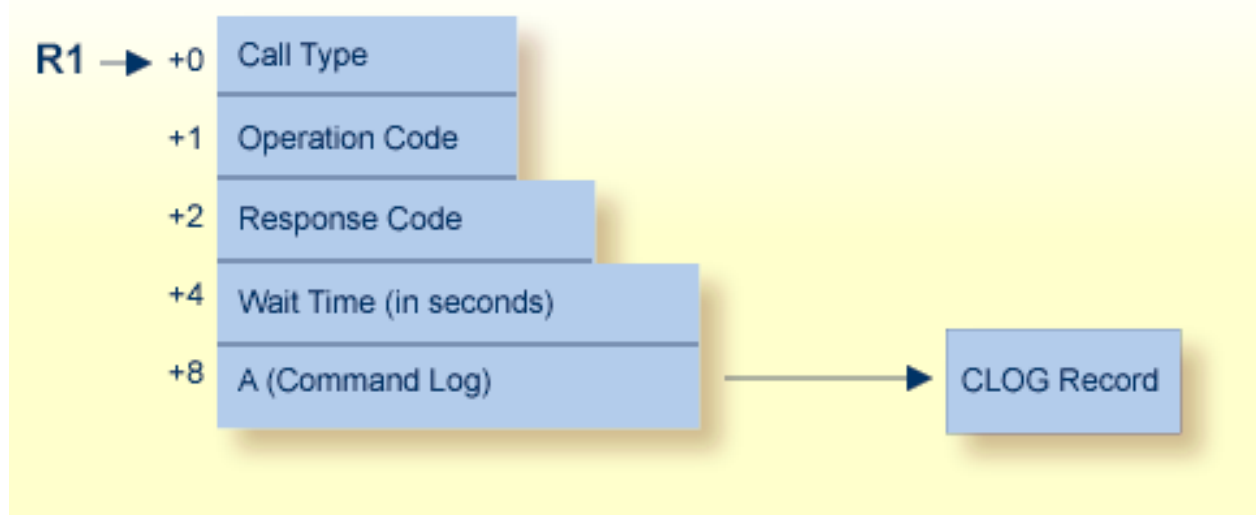 R1 +0 Call Type
+1 Operation Code
+2 Response Code
+4 Wait Time (in seconds)
+8 A (Command Log) CLOG Record